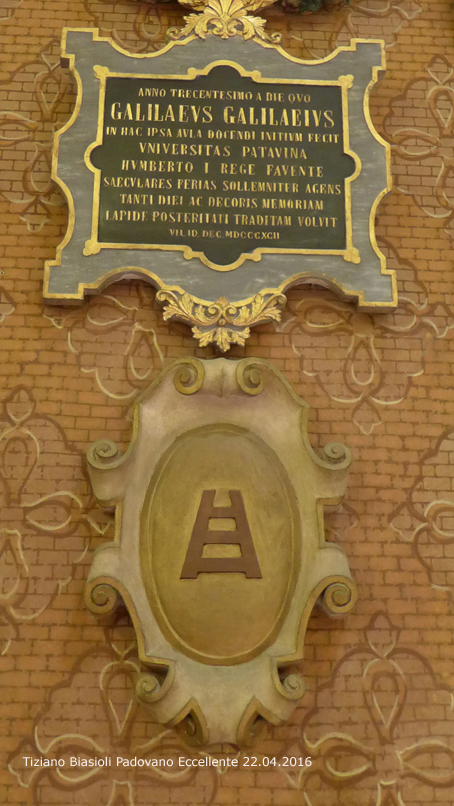 ANNO TRECENTESIMO A DIE QVO
GALILAEVS GALILAEIVS
IN HAC IPSA AVLA DOCENDI INITIVM FECIT
VNIVERSITAS PATAVINA
HVMBERTO I REGE FAVENTE
SAECVLARES FERIAS SOLLEMNITER AGENS
TANTI DIEI AC DECORIS MEMORIAM
LAPIDE POSTERITATI TRADITAM VOLVIT
VII. ID. DEC. MDCCCXCII
Tiziano Biasioli Padovano Eccellente 22.04.2016